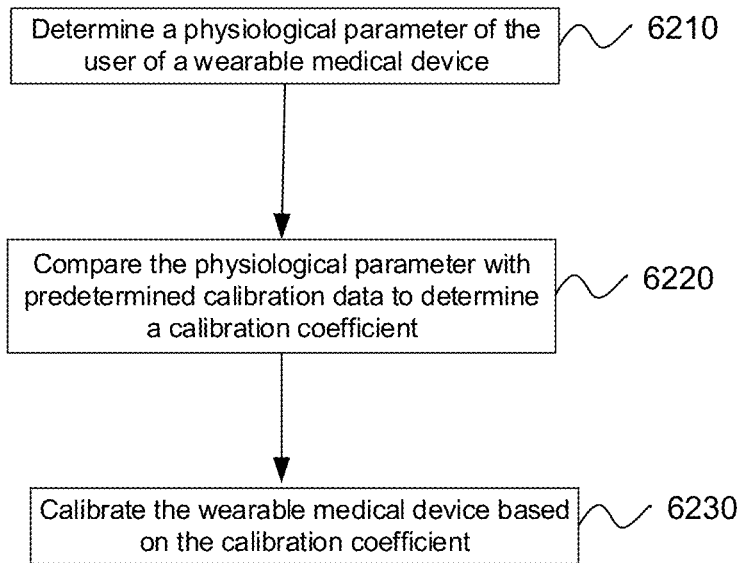 Determine a physiological parameter of the
user of a wearable medical device
6210
Compare the physiological parameter with
predetermined calibration data to determine
a calibration coefficient
6220
Calibrate the wearable medical device based
on the calibration coefficient
6230